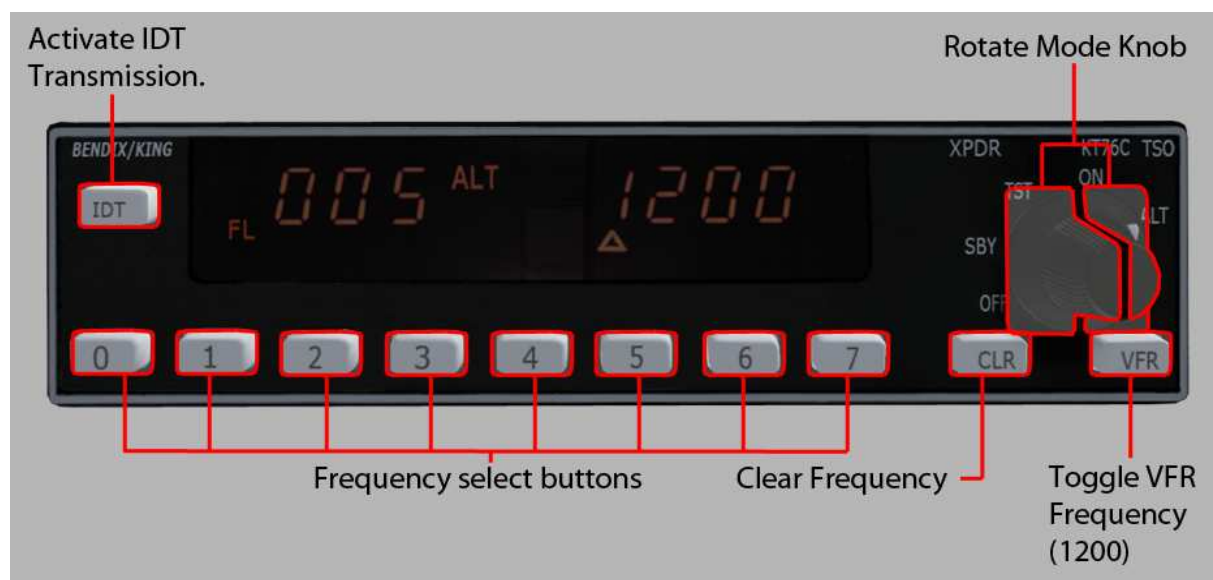 Activate IDT
Transmission.
Rotate Mode Knob
BENDIX/KING
XPDR
KT76C TSO
IDT
FL 005 ALT
1200
TST
ON
ALT
SBY
OFF
0 1 2 3 4 5 6 7
CLR
VFR
Frequency select buttons
Clear Frequency
Toggle VFR
Frequency
(1200)